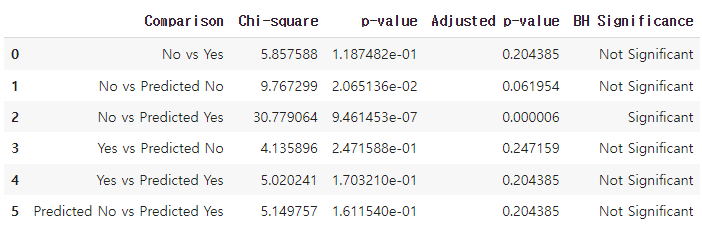 Comparison Chi-square p-value Adjusted p-value BH Significance
0 No vs Yes 5.857588 1.187482e-01 0.204385 Not Significant
1 No vs Predicted No 9.767299 2.065136e-02 0.061954 Not Significant
2 No vs Predicted Yes 30.779064 9.461453e-07 0.000006 Significant
3 Yes vs Predicted No 4.135896 2.471588e-01 0.247159 Not Significant
4 Yes vs Predicted Yes 5.020241 1.703210e-01 0.204385 Not Significant
5 Predicted No vs Predicted Yes 5.149757 1.611540e-01 0.204385 Not Significant